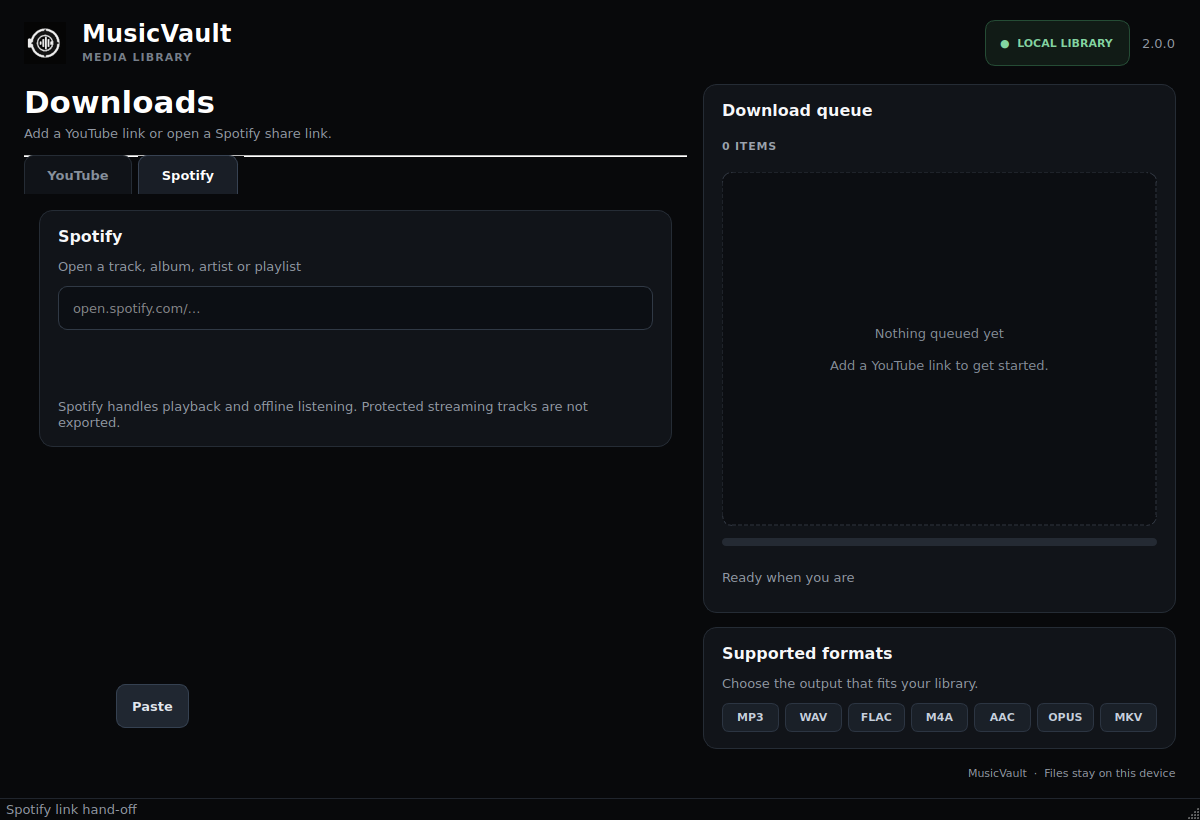 MusicVault
MEDIA LIBRARY
LOCAL LIBRARY
2.0.0
Downloads
Add a YouTube link or open a Spotify share link.
YouTube
Spotify
Spotify
Open a track, album, artist or playlist
open.spotify.com/...
Spotify handles playback and offline listening. Protected streaming tracks are not
exported.
Paste
Download queue
0 ITEMS
Nothing queued yet
Add a YouTube link to get started.
Ready when you are
Supported formats
Choose the output that fits your library.
MP3
WAV
FLAC
M4A
AAC
OPUS
MKV
MusicVault · Files stay on this device
Spotify link hand-off